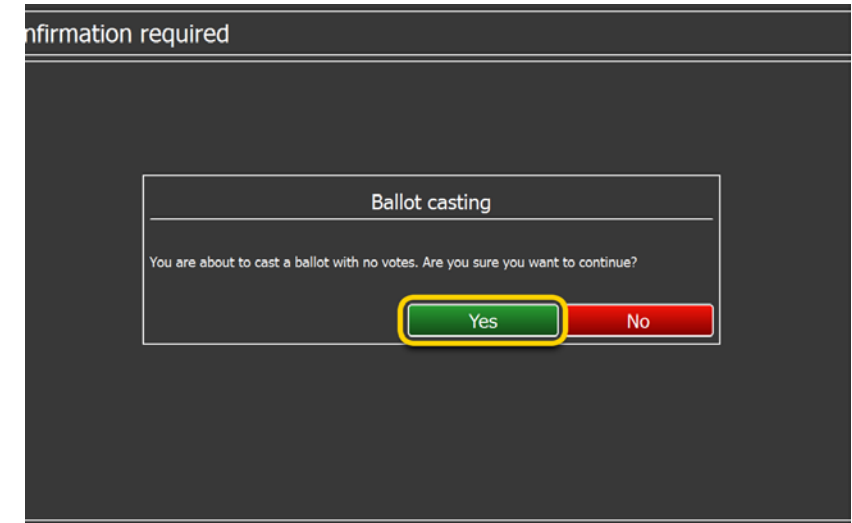 nfirmation required
Ballot casting
You are about to cast a ballot with no votes. Are you sure you want to continue?
Yes
No